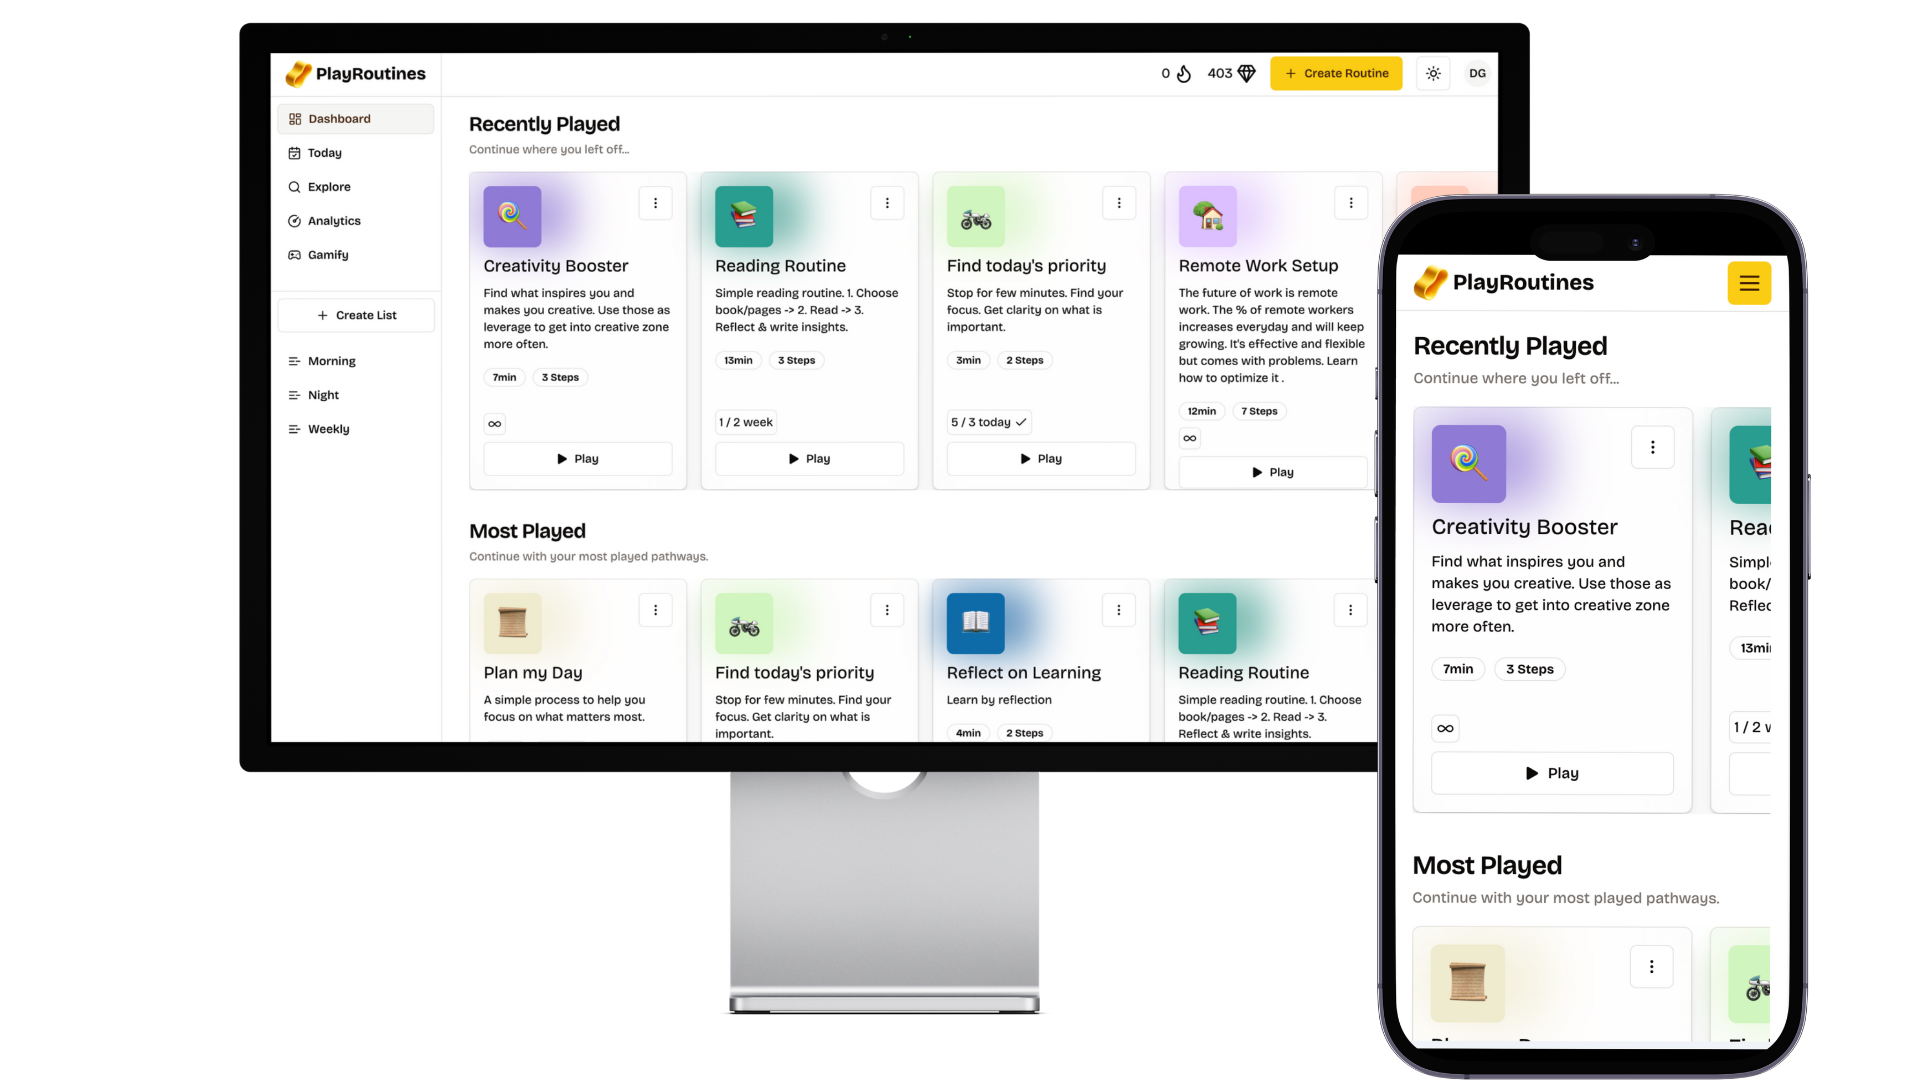 PlayRoutines
0
403
+ Create Routine
DG
Dashboard
Today
Explore
Analytics
Gamify
+ Create List
Morning
Night
Weekly
Recently Played
Continue where you left off...
Creativity Booster
Find what inspires you and
makes you creative. Use those as
leverage to get into creative zone
more often.
7min
3 Steps
∞
Play
Reading Routine
Simple reading routine. 1. Choose
book/pages -> 2. Read -> 3.
Reflect & write insights.
13min
3 Steps
1 / 2 week
Play
Find today's priority
Stop for few minutes. Find your
focus. Get clarity on what is
important.
3min
2 Steps
5 / 3 today ✓
Play
Remote Work Setup
The future of work is remote
work. The % of remote workers
increases everyday and will keep
growing. It's effective and flexible
but comes with problems. Learn
how to optimize it .
12min
7 Steps
∞
Play
Most Played
Continue with your most played pathways.
Plan my Day
A simple process to help you
focus on what matters most.
Find today's priority
Stop for few minutes. Find your
focus. Get clarity on what is
important.
Reflect on Learning
Learn by reflection
4min
2 Steps
Reading Routine
Simple reading routine. 1. Choose
book/pages -> 2. Read -> 3.
Reflect & write insights.
PlayRoutines
Recently Played
Continue where you left off...
Creativity Booster
Find what inspires you and
makes you creative. Use those as
leverage to get into creative zone
more often.
7min
3 Steps
∞
Play
Read
Simpl
book/
Reflec
13mi
1 / 2 w
Most Played
Continue with your most played pathways.